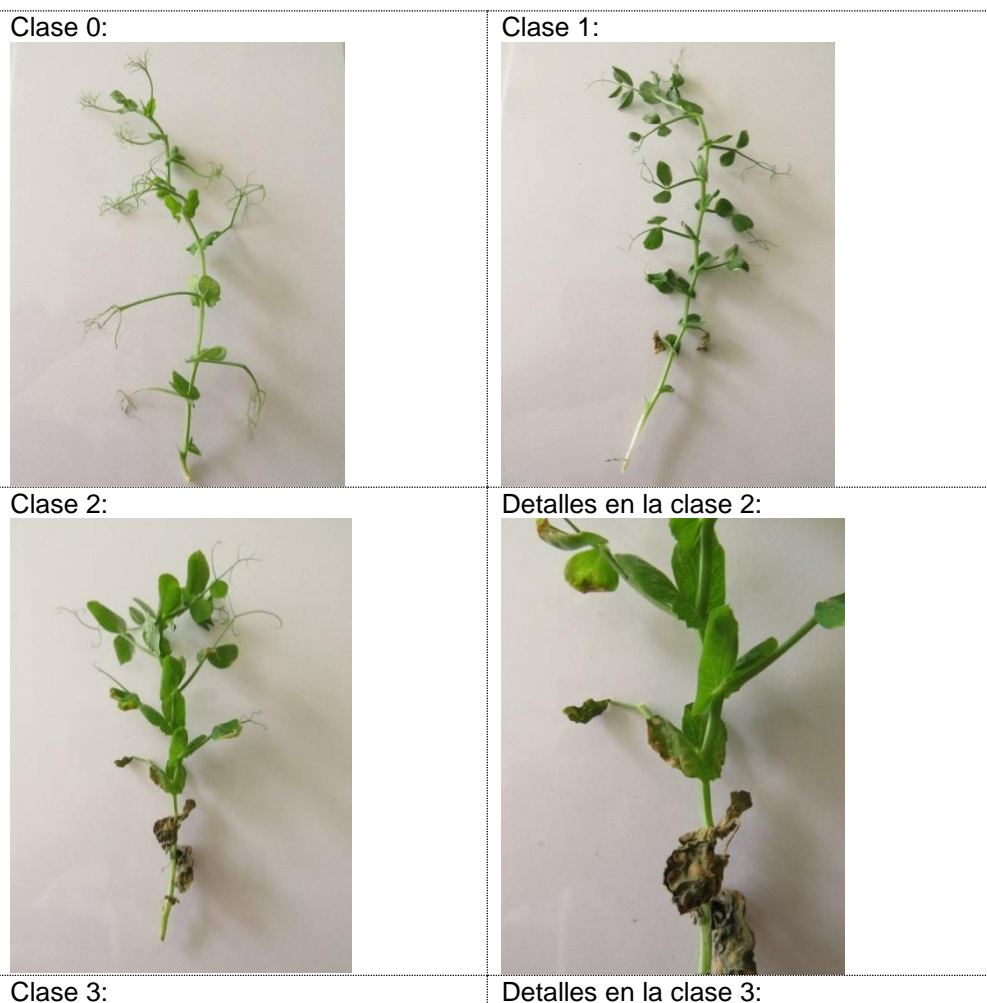 Clase 0:
Clase 1:
Clase 2:
Detalles en la clase 2:
Clase 3:
Detalles en la clase 3: